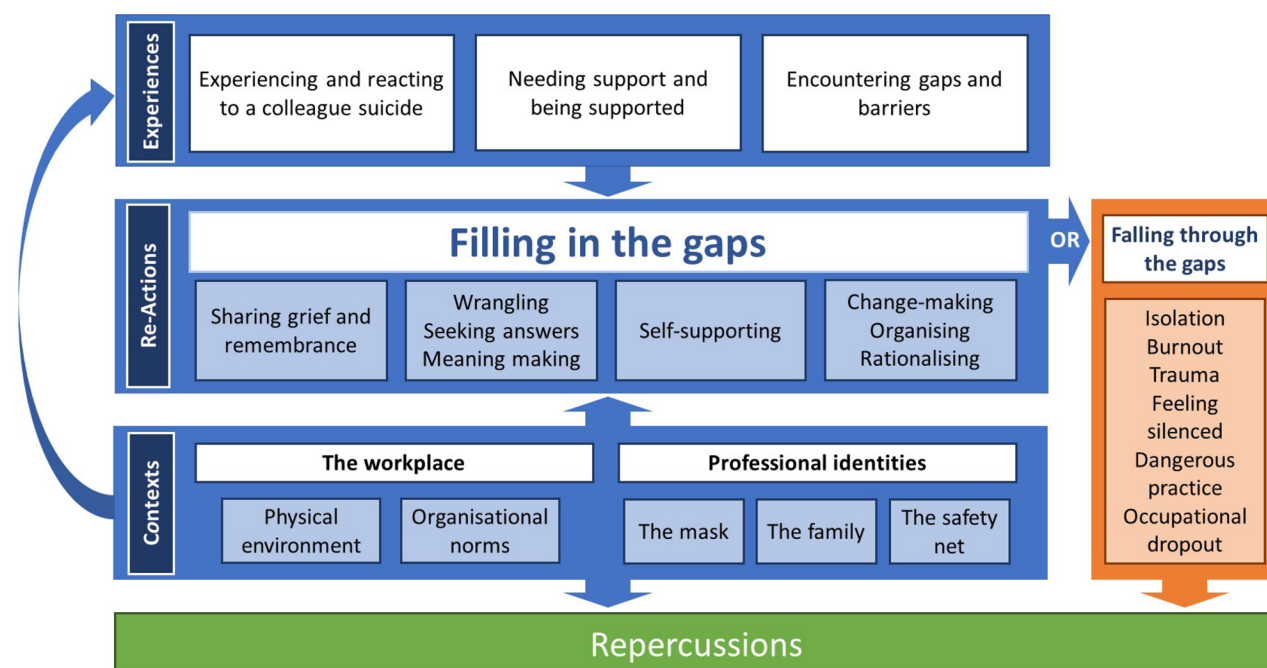 Experiences
Experiencing and reacting
to a colleague suicide
Needing support and
being supported
Encountering gaps and
barriers
Re-Actions
Filling in the gaps
Sharing grief and
remembrance
Wrangling
Seeking answers
Meaning making
Self-supporting
Change-making
Organising
Rationalising
OR
Falling through
the gaps
Isolation
Burnout
Trauma
Feeling
silenced
Dangerous
practice
Occupational
dropout
Contexts
The workplace
Physical
environment
Organisational
norms
Professional identities
The mask
The family
The safety
net
Repercussions